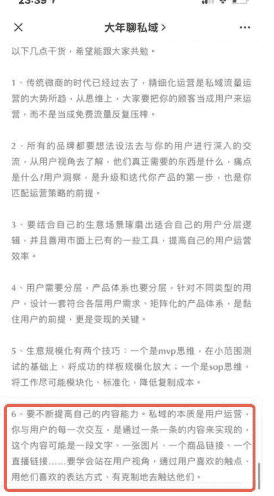 23:39
大年聊私域>
以下几点干货，希望能跟大家共勉。
1、传统微商的时代已经过去了，精细化运营是私域流量运
营的大势所趋，从思维上，大家要把你的顾客当成用户来运
营，而不是当成免费流量反复压榨。
2、所有的品牌都要想法设法去与你的用户进行深入的交
流，从用户视角去了解，他们真正需要的东西是什么，痛点
是什么?用户洞察，是升级和迭代你产品的第一步，也是你
匹配运营策略的前提。
3、要结合自己的生意场景琢磨出适合自己的用户分层逻
辑，并且善用市面上已有的一些工具，提高自己的用户运营
效率。
4、用户需要分层，产品体系也要分层，针对不同类型的用
户，设计一套符合各层用户需求、矩阵化的产品体系，是黏
住用户的前提，更是变现的关键。
5、生意规模化有两个技巧：一个是mvp思维，在小范围测
试的基础上，将成功的样板规模化放大；一个是sop思维，
将工作尽可能模块化、标准化，降低复制成本。
6、要不断提高自己的内容能力。私域的本质是用户运营，
你与用户的每一次交互，是通过一条一条的内容来实现的，
这个内容可能是一段文字、一张图片、一个商品链接、一个
直播链接……要学会站在用户视角，通过用户喜欢的触点、
用他们喜欢的表达方式、有克制地去触达他们。